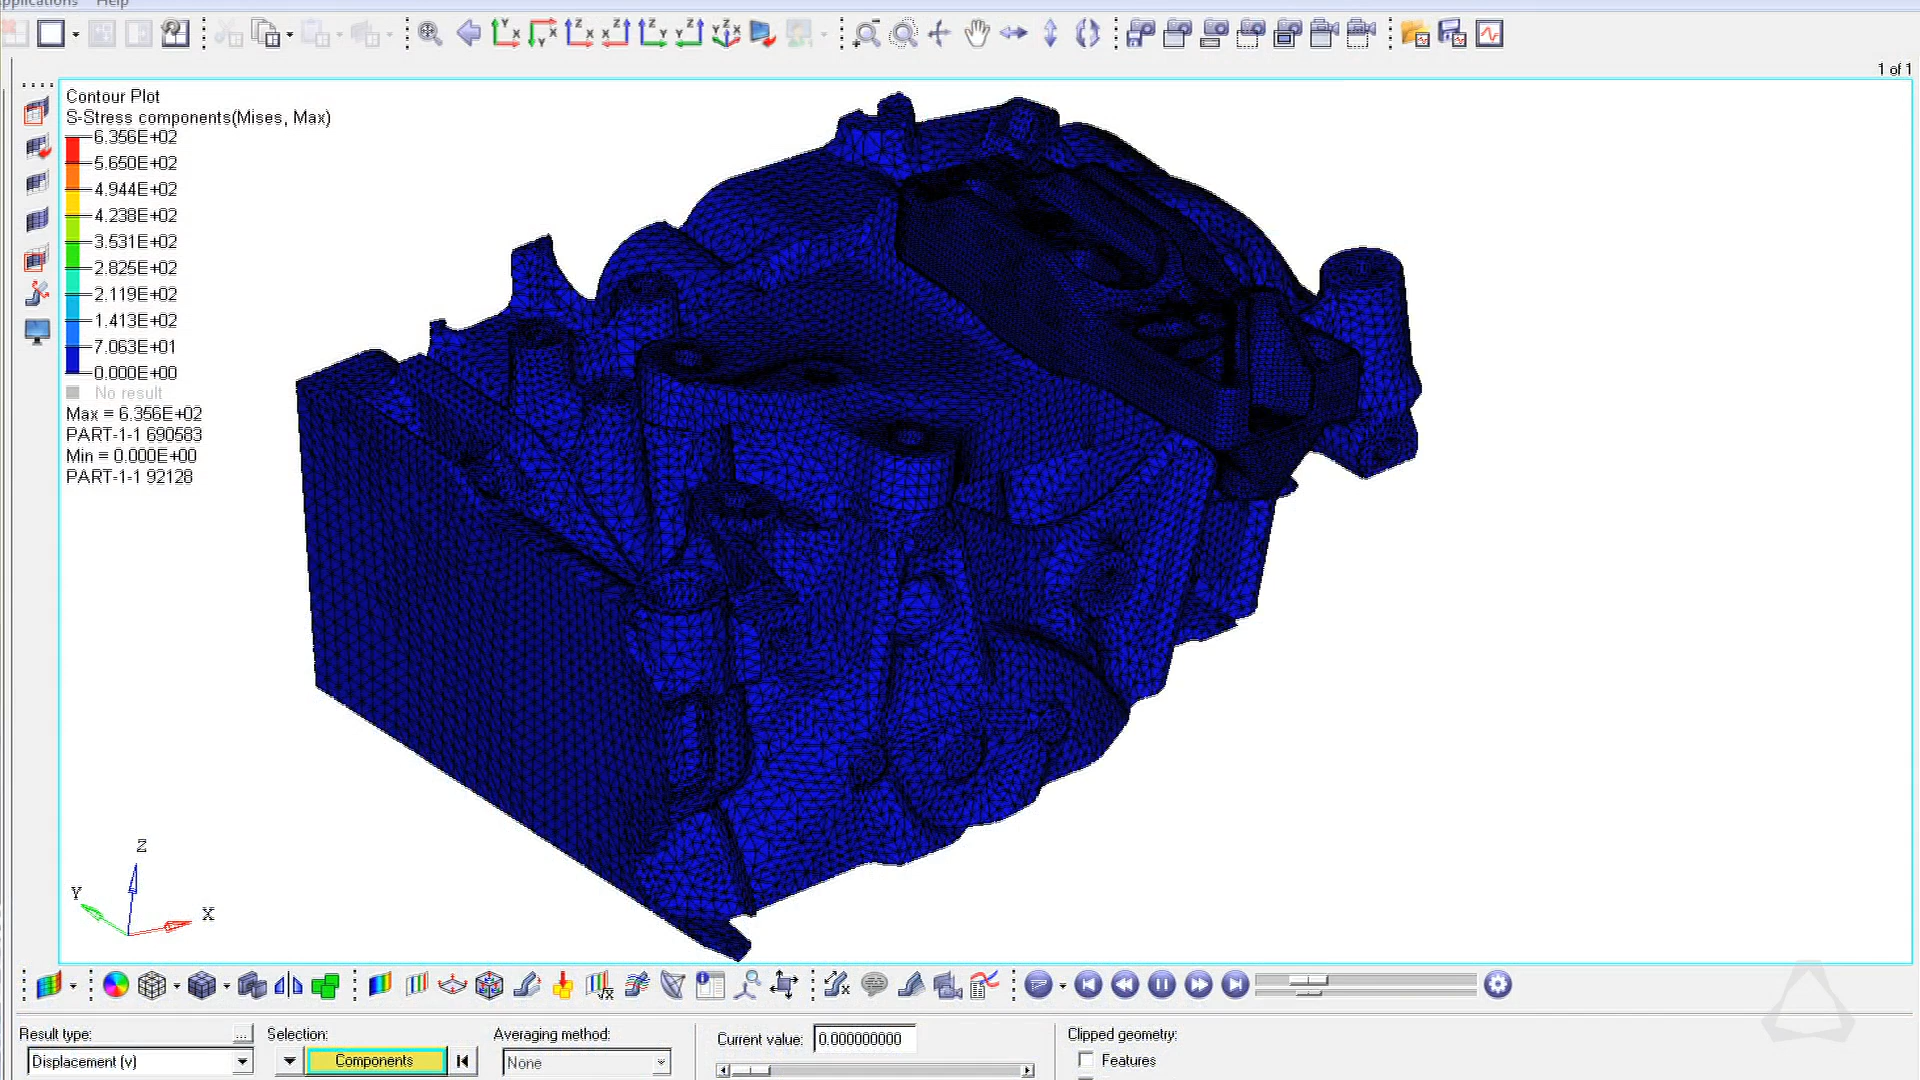 Applications Help
1 of 1
Contour Plot
S-Stress components(Mises, Max)
6.356E+02
5.650E+02
4.944E+02
4.238E+02
3.531E+02
2.825E+02
2.119E+02
1.413E+02
7.063E+01
0.000E+00
No result
Max = 6.356E+02
PART-1-1 690583
Min = 0.000E+00
PART-1-1 92128
Z
Y
X
Result type:
...
Selection:
Averaging method:
Current value:
0.000000000
Clipped geometry:
Displacement (v)
Components
None
Features